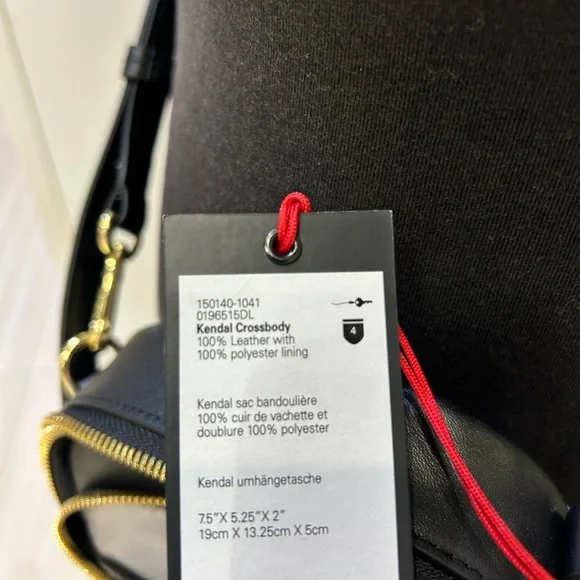 150140-1041
0196515DL
Kendal Crossbody
100% Leather with
100% polyester lining
4
Kendal sac bandoulière
100% cuir de vachette et
doublure 100% polyester
Kendal umhängetasche
7.5"X 5.25"X 2"
19cm X 13.25cm X 5cm